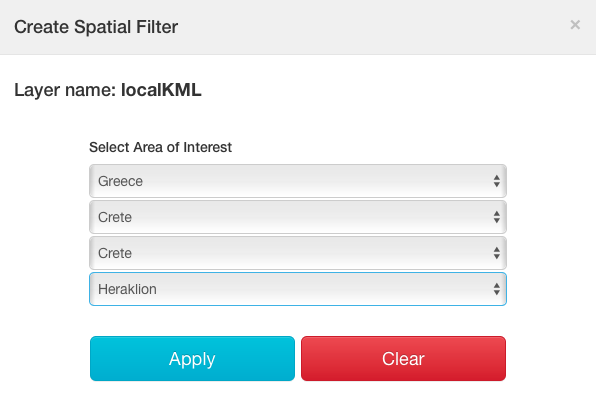 Create Spatial Filter ×
Layer name: localKML
Select Area of Interest
Greece
Crete
Crete
Heraklion
Apply Clear